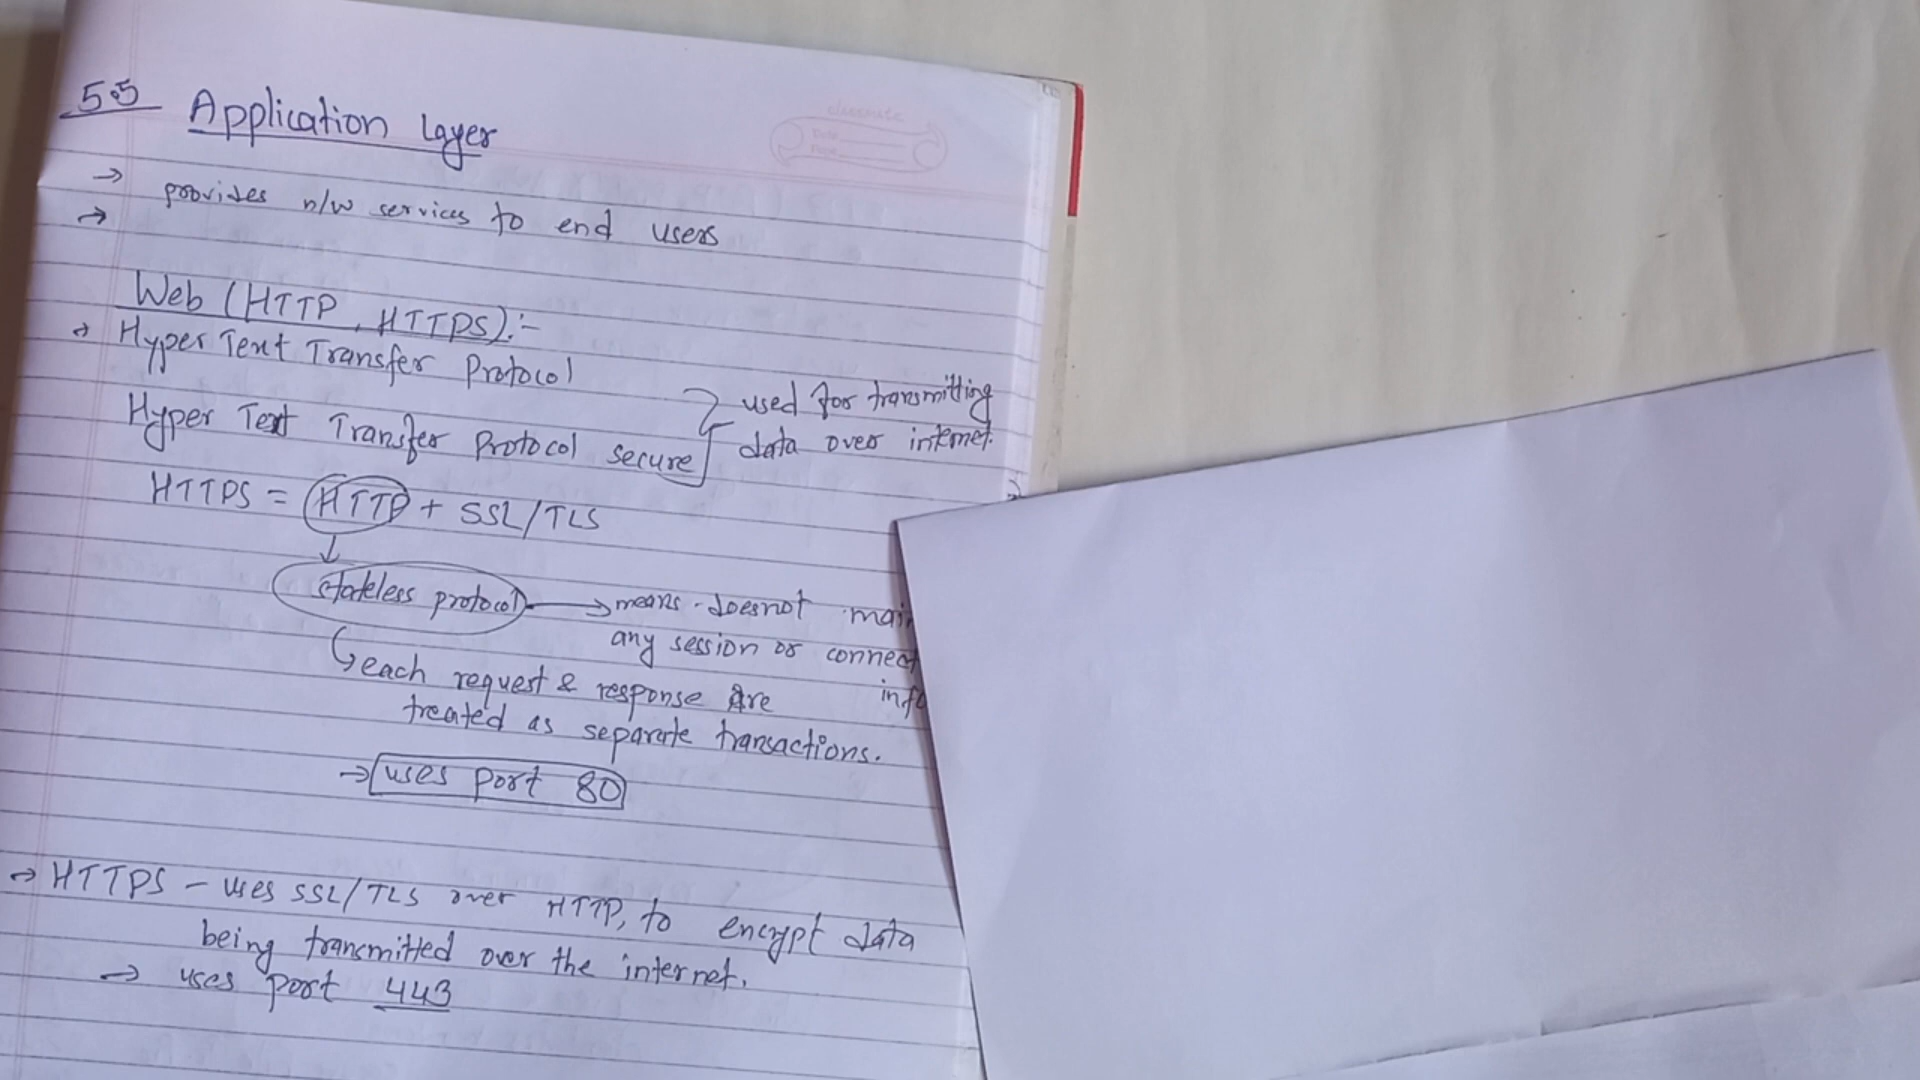 5.5 Application Layer
→ provides n/w services to end users
→
Web (HTTP, HTTPS):-
→ Hyper Text Transfer Protocol
Hyper Text Transfer Protocol secure
used for transmitting
data over internet.
HTTPS = HTTP + SSL/TLS
↓
stateless protocol → means - doesnot
any session or
each request & response Are
treated as separate transactions.
→ uses port 80
→ HTTPS - uses SSL/TLS over HTTP, to encrypt data
being transmitted over the internet.
→ uses port 443